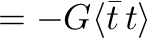 = −G⟨t̄ t⟩